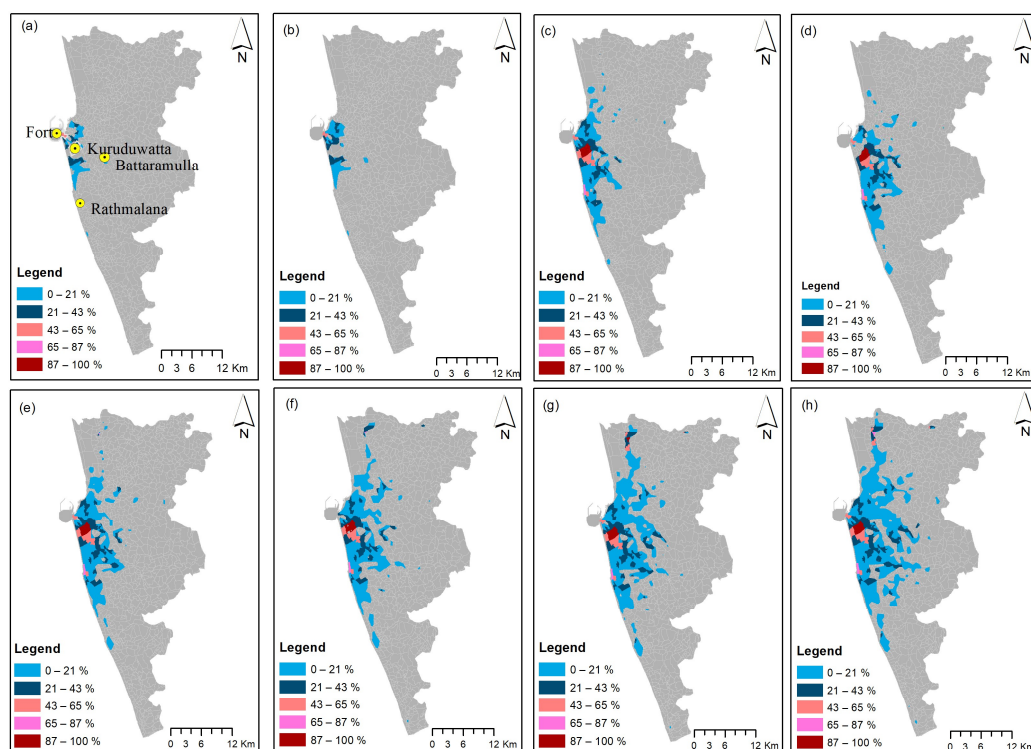 (a)
N
Fort
Kuruduwatta
Battaramulla
Rathmalana
Legend
0 – 21 %
21 – 43 %
43 – 65 %
65 – 87 %
87 – 100 %
0 3 6 12 Km
(b)
N
Legend
0 – 21 %
21 – 43 %
43 – 65 %
65 – 87 %
87 – 100 %
0 3 6 12 Km
(c)
N
Legend
0 – 21 %
21 – 43 %
43 – 65 %
65 – 87 %
87 – 100 %
0 3 6 12 Km
(d)
N
Legend
0 – 21 %
21 – 43 %
43 – 65 %
65 – 87 %
87 – 100 %
0 3 6 12 Km
(e)
N
Legend
0 – 21 %
21 – 43 %
43 – 65 %
65 – 87 %
87 – 100 %
0 3 6 12 Km
(f)
N
Legend
0 – 21 %
21 – 43 %
43 – 65 %
65 – 87 %
87 – 100 %
0 3 6 12 Km
(g)
N
Legend
0 – 21 %
21 – 43 %
43 – 65 %
65 – 87 %
87 – 100 %
0 3 6 12 Km
(h)
N
Legend
0 – 21 %
21 – 43 %
43 – 65 %
65 – 87 %
87 – 100 %
0 3 6 12 Km